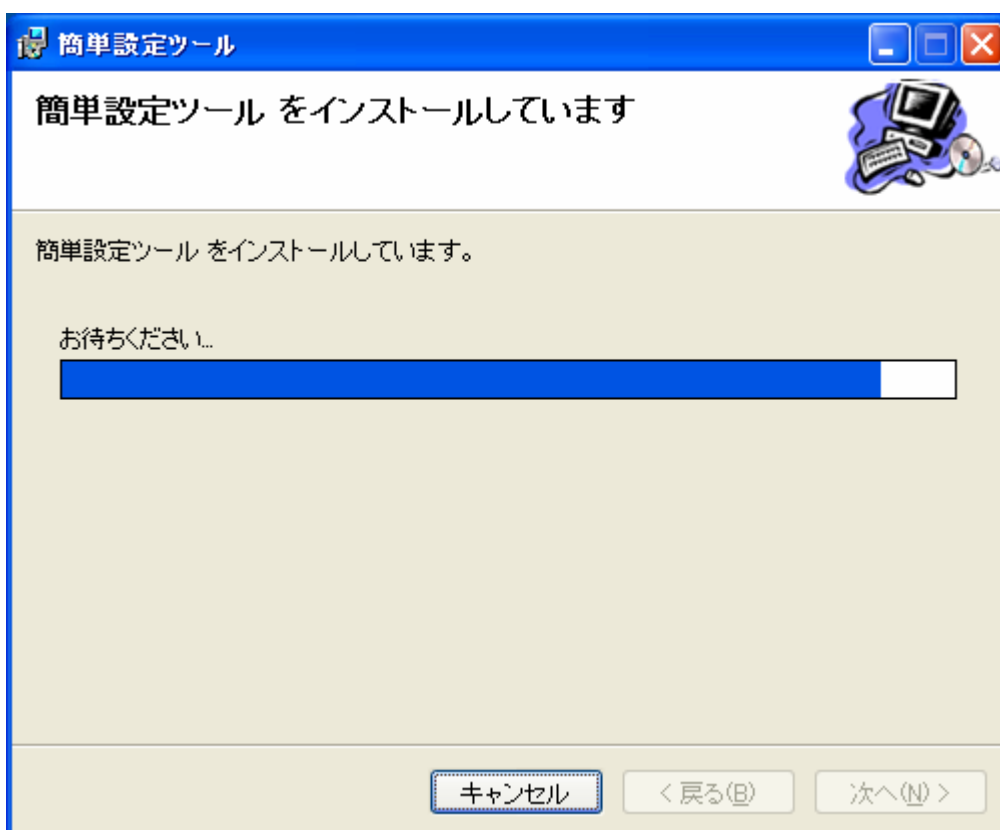 簡単設定ツール
簡単設定ツール をインストールしています
簡単設定ツール をインストールしています。
お待ちください...
キャンセル
< 戻る(B)
次へ(N) >